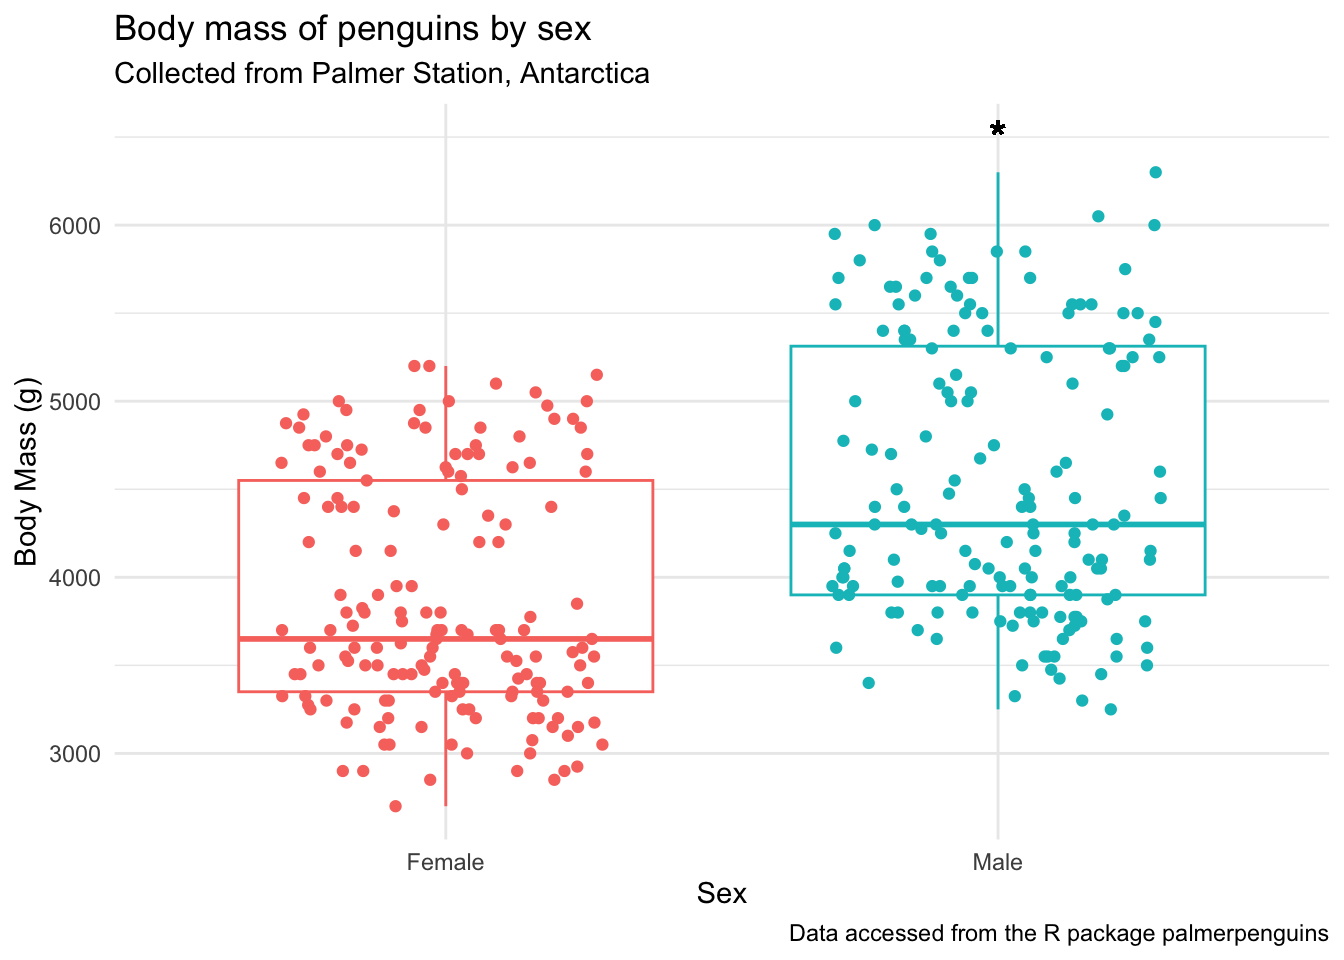 Body mass of penguins by sex
Collected from Palmer Station, Antarctica
*
6000
5000
4000
3000
Body Mass (g)
Female
Male
Sex
Data accessed from the R package palmerpenguins